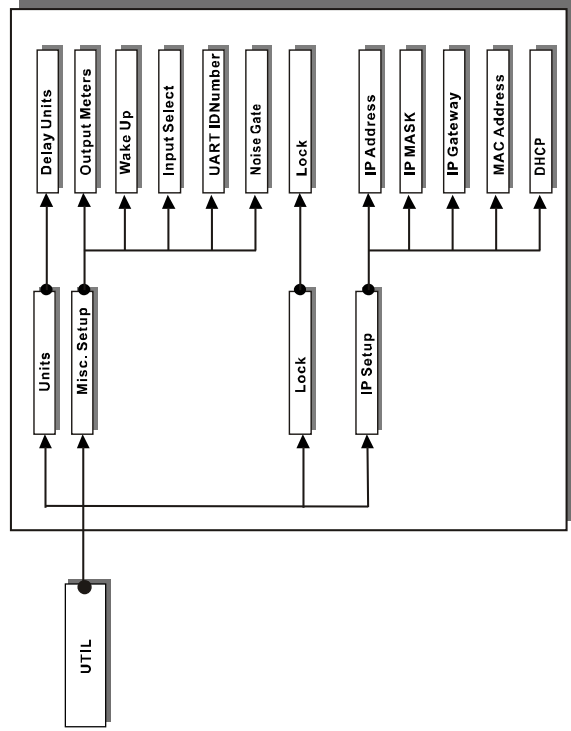 Delay Units
Output Meters
Wake Up
Input Select
UART IDNumber
Noise Gate
Lock
IP Address
IP MASK
IP Gateway
MAC Address
DHCP
Units
Misc. Setup
Lock
IP Setup
UTIL